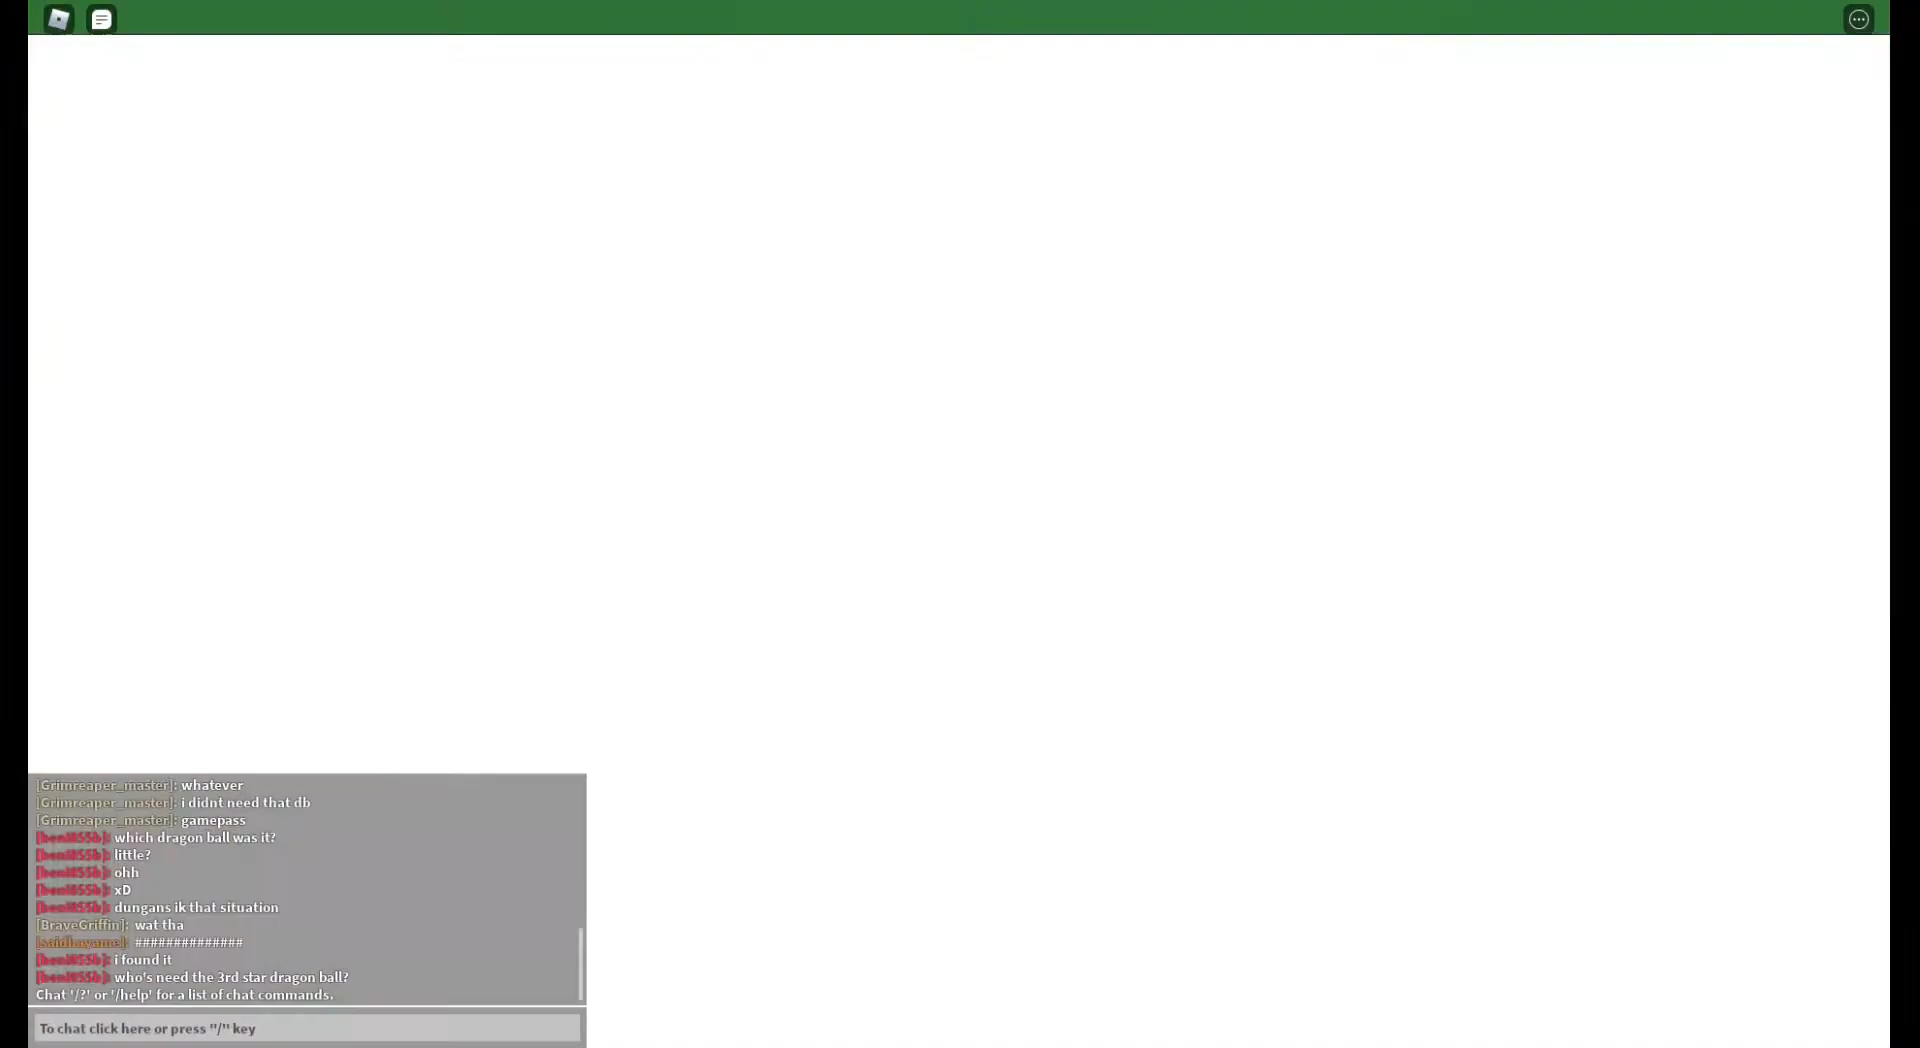 [Grimreaper_master]: whatever
[Grimreaper_master]: i didnt need that db
[Grimreaper_master]: gamepass
which dragon ball was it?
little?
ohh
xD
dungans ik that situation
[BraveGriffin]: wat tha
[saidhayame]: ##############
i found it
who's need the 3rd star dragon ball?
Chat '/?' or '/help' for a list of chat commands.
To chat click here or press "/" key